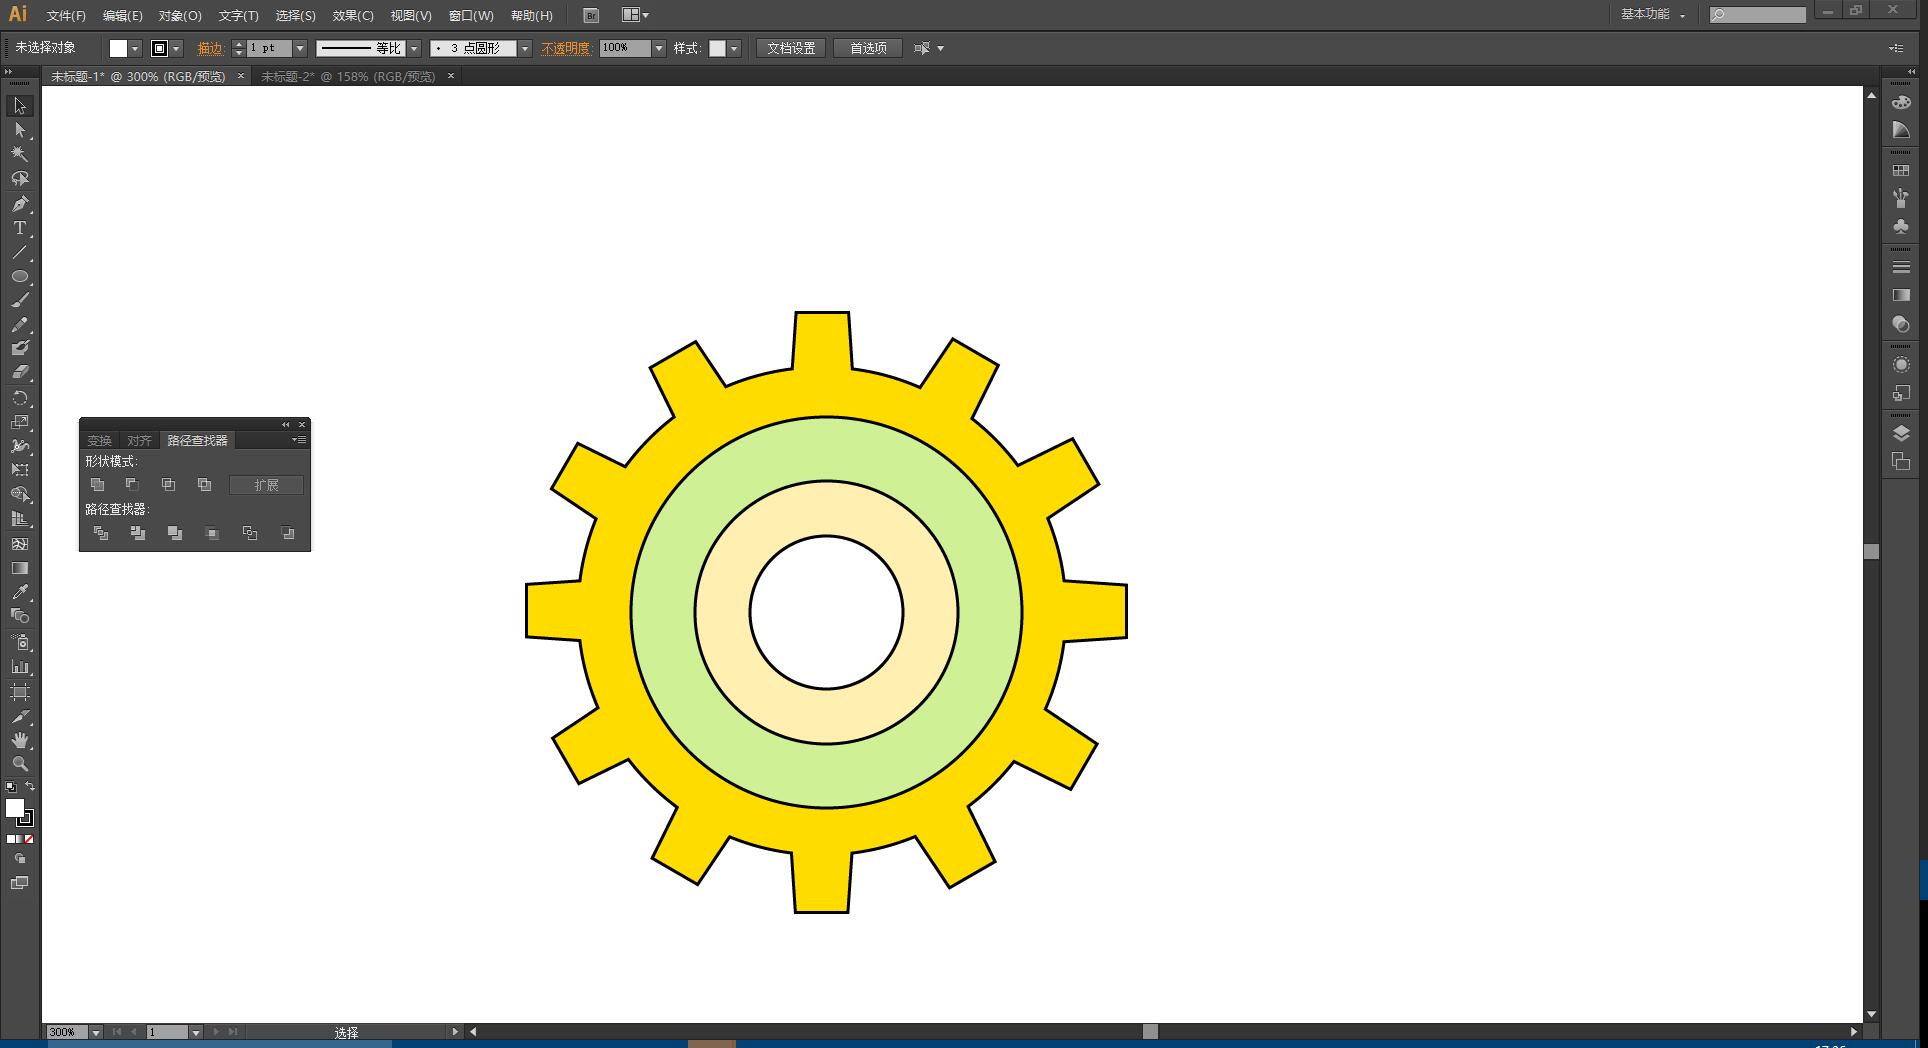 Ai 文件(F) 编辑(E) 对象(O) 文字(T) 选择(S) 效果(C) 视图(V) 窗口(W) 帮助(H) Br 基本功能
未选择对象 描边: 1 pt 等比 • 3 点圆形 不透明度: 100% 样式: 文档设置 首选项
未标题-1* @ 300% (RGB/预览) × 未标题-2* @ 158% (RGB/预览) ×
变换 对齐 路径查找器
形状模式:
扩展
路径查找器:
300% 1 选择